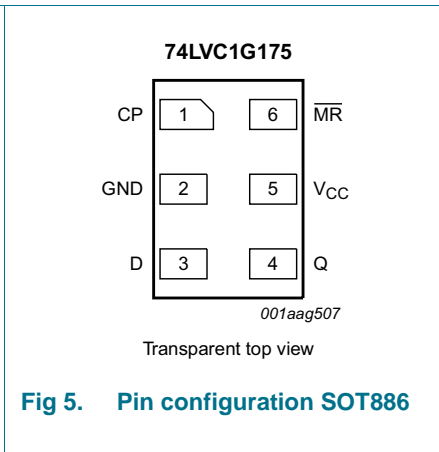 74LVC1G175
CP 1 6 M̅R̅
GND 2 5 VCC
D 3 4 Q
001aag507
Transparent top view
Fig 5. Pin configuration SOT886